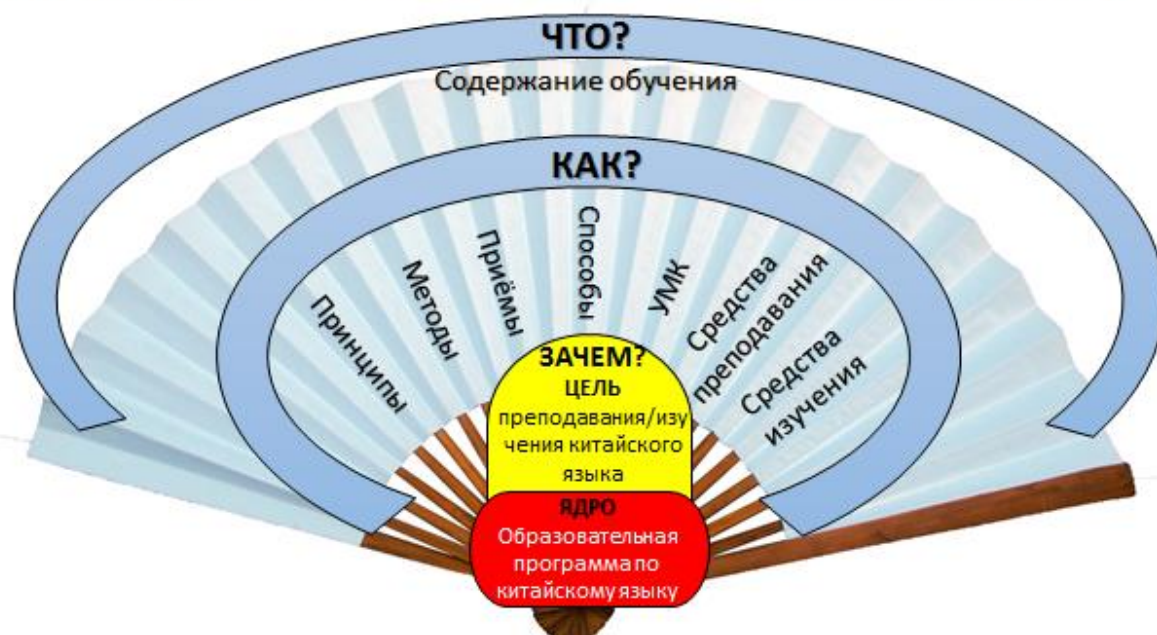 ЧТО?
Содержание обучения
КАК?
Принципы
Методы
Приёмы
Способы
УМК
Средства
преподавания
Средства
изучения
ЗАЧЕМ?
ЦЕЛЬ
преподавания/изу
чения китайского
языка
ЯДРО
Образовательная
программа по
китайскому языку